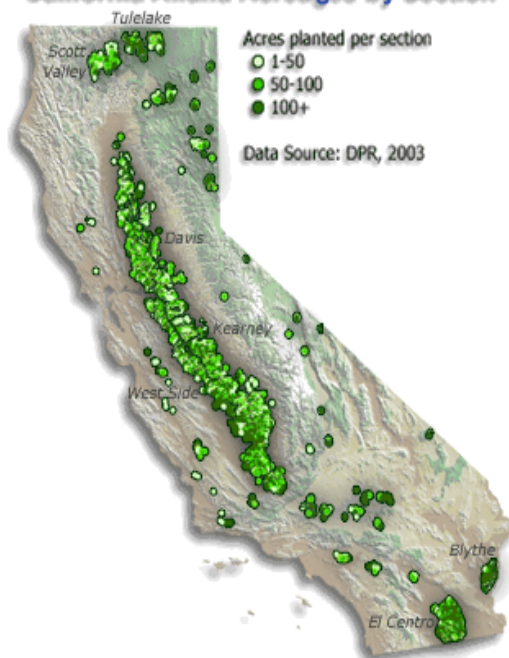 Tulelake
Scott
Valley
Acres planted per section
1-50
50-100
100+
Data Source: DPR, 2003
Davis
Kearney
West Side
Blythe
El Centro